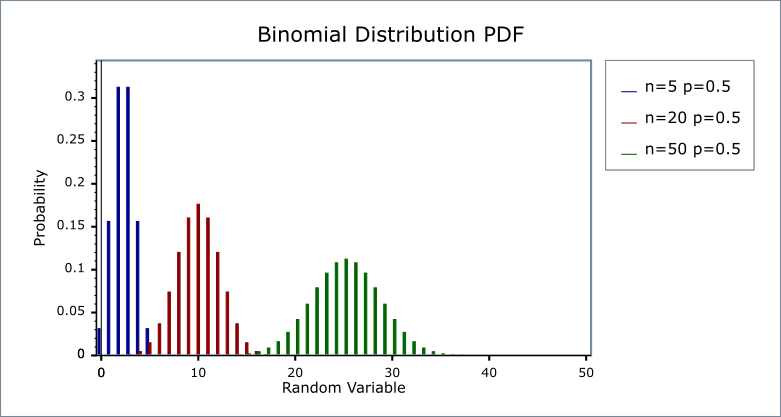 Binomial Distribution PDF
n=5 p=0.5
n=20 p=0.5
n=50 p=0.5
Probability
0.3
0.25
0.2
0.15
0.1
0.05
0
0 10 20 30 40 50
Random Variable